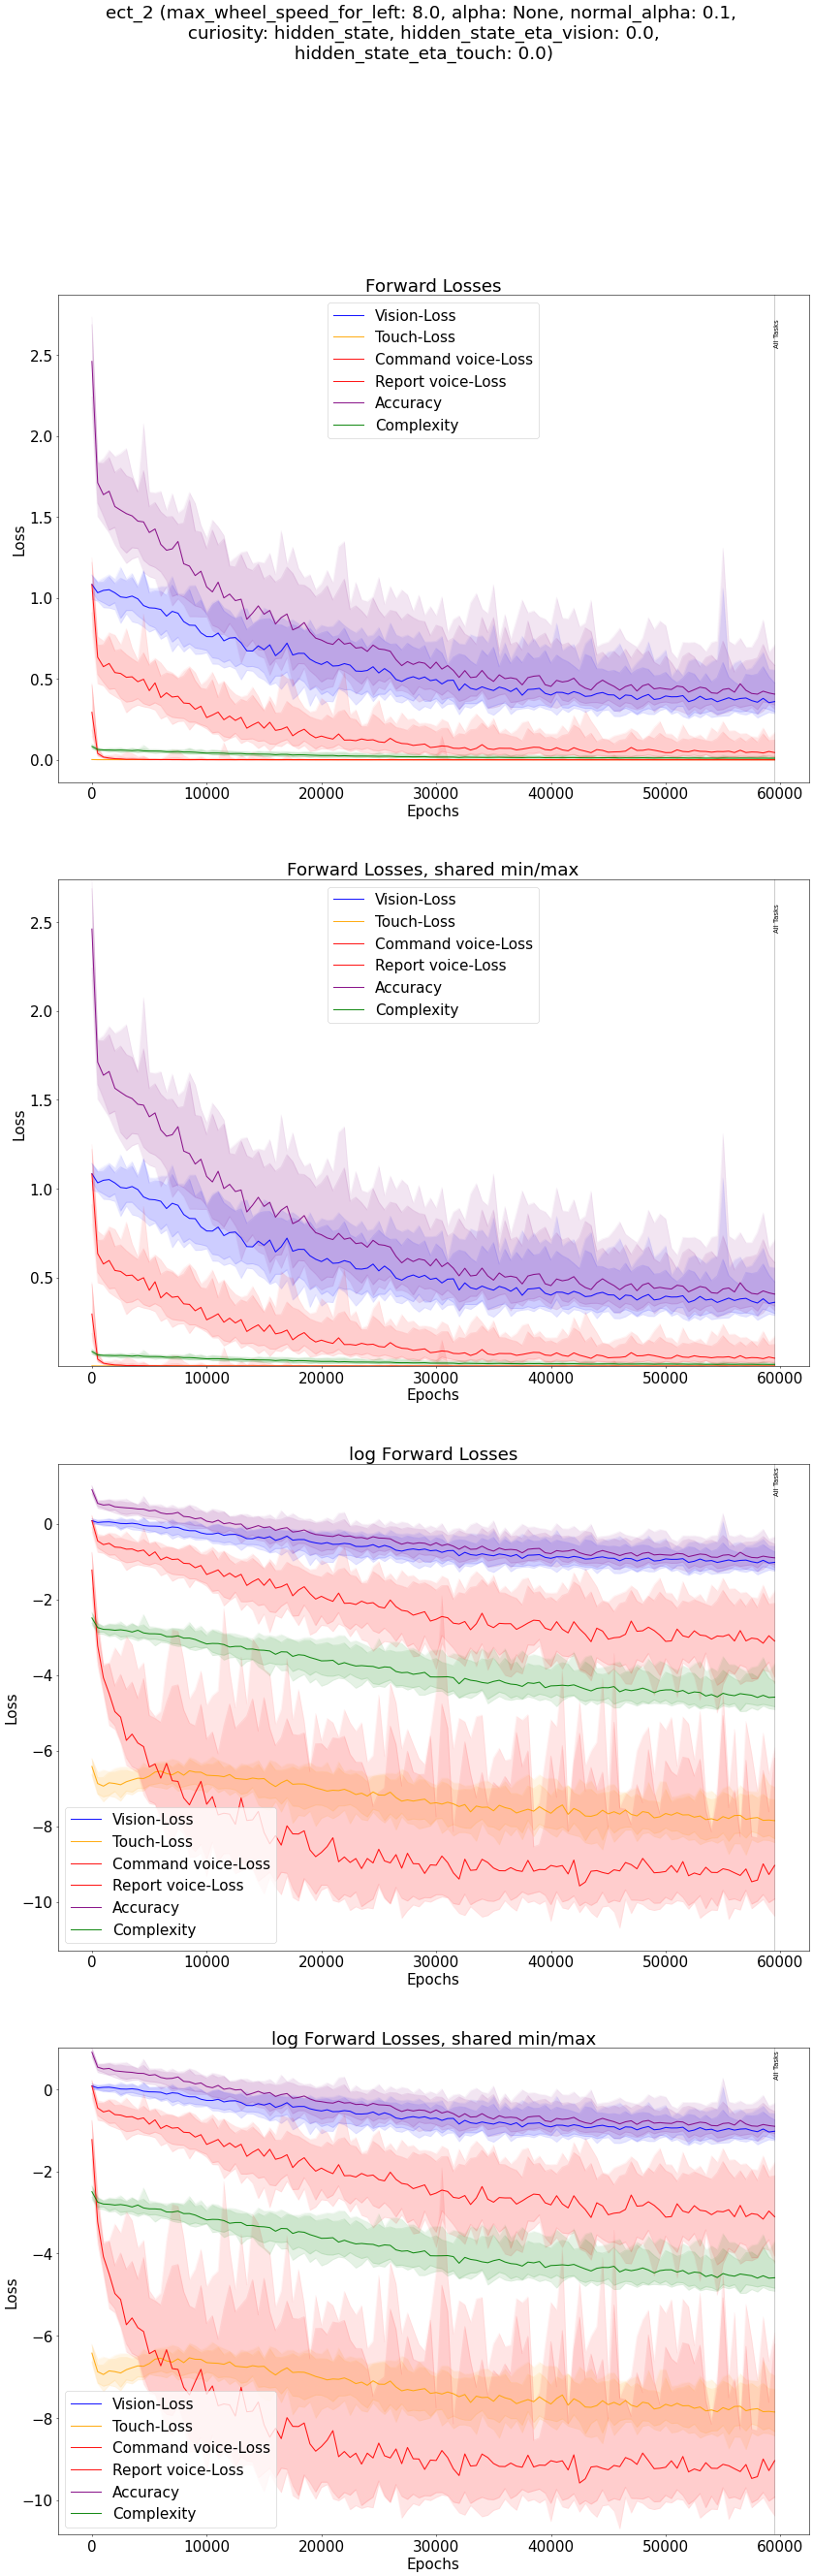 ect_2 (max_wheel_speed_for_left: 8.0, alpha: None, normal_alpha: 0.1,
curiosity: hidden_state, hidden_state_eta_vision: 0.0,
hidden_state_eta_touch: 0.0)
Forward Losses
Vision-Loss
Touch-Loss
Command voice-Loss
Report voice-Loss
Accuracy
Complexity
All Tasks
2.5
2.0
1.5
1.0
0.5
0.0
Loss
0 10000 20000 30000 40000 50000 60000
Epochs
Forward Losses, shared min/max
Vision-Loss
Touch-Loss
Command voice-Loss
Report voice-Loss
Accuracy
Complexity
All Tasks
2.5
2.0
1.5
1.0
0.5
Loss
0 10000 20000 30000 40000 50000 60000
Epochs
log Forward Losses
All Tasks
0
−2
−4
−6
−8
−10
Loss
Vision-Loss
Touch-Loss
Command voice-Loss
Report voice-Loss
Accuracy
Complexity
0 10000 20000 30000 40000 50000 60000
Epochs
log Forward Losses, shared min/max
All Tasks
0
−2
−4
−6
−8
−10
Loss
Vision-Loss
Touch-Loss
Command voice-Loss
Report voice-Loss
Accuracy
Complexity
0 10000 20000 30000 40000 50000 60000
Epochs